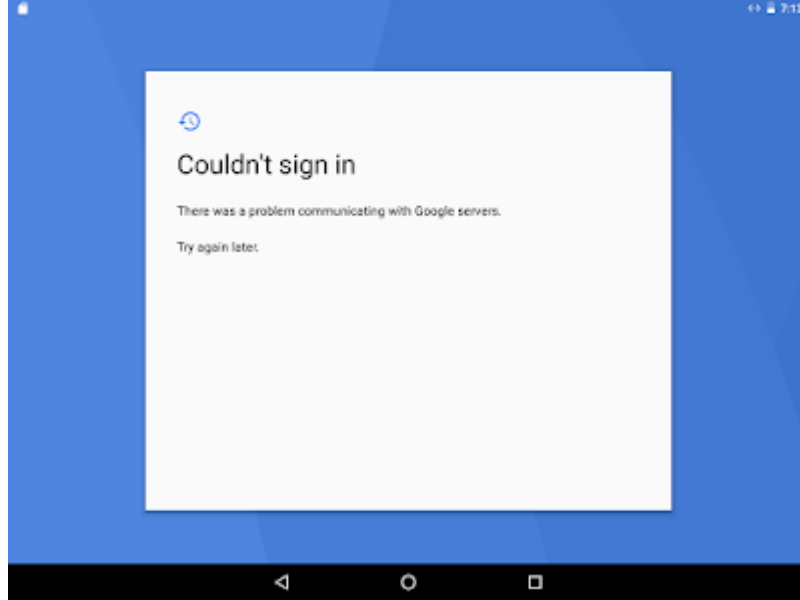 Couldn't sign in
There was a problem communicating with Google servers.
Try again later.